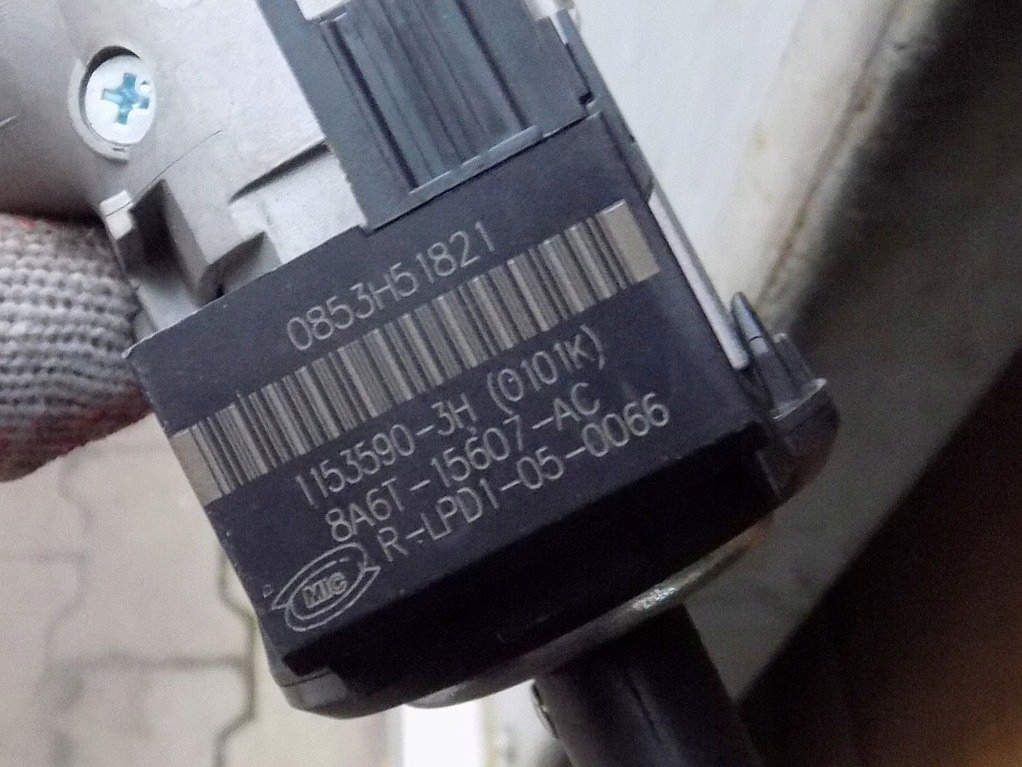 0853H51821
1153590-3H (0101K)
8A6T-15607-AC
R-LPD1-05-0066
MIC